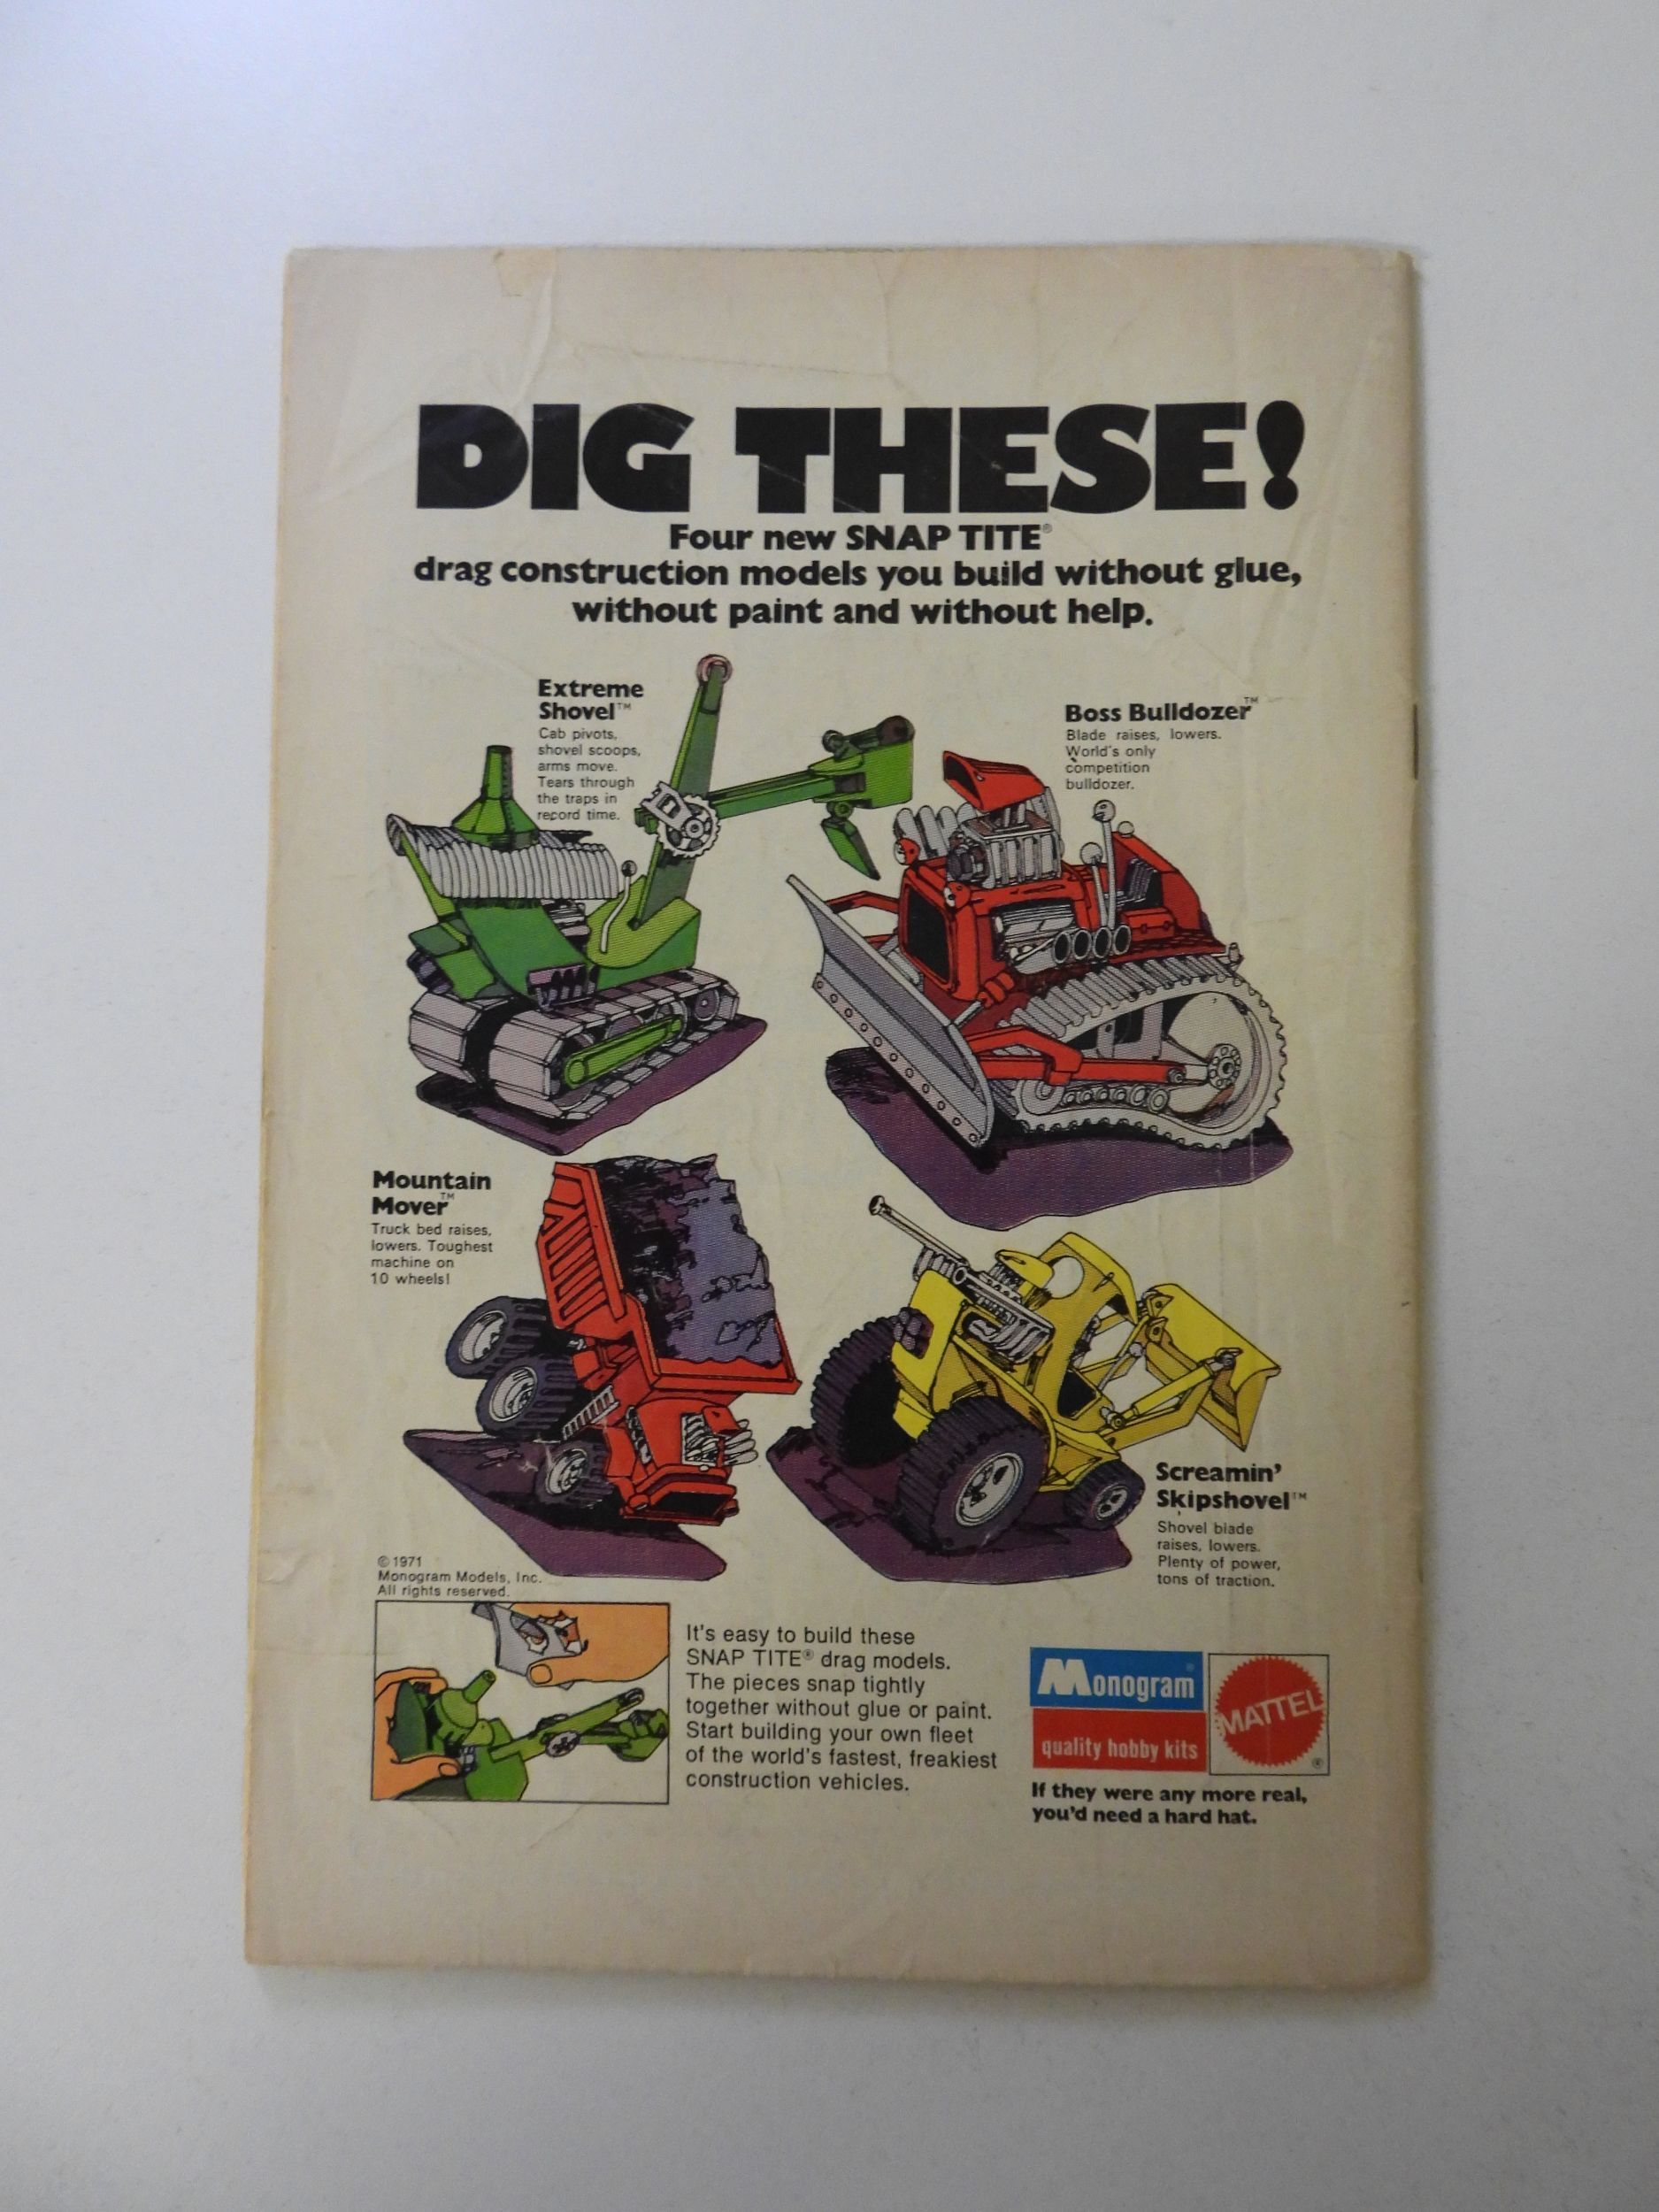 DIG THESE!
Four new SNAP TITE®
drag construction models you build without glue,
without paint and without help.
Extreme
Shovel™
Cab pivots,
shovel scoops,
arms move.
Tears through
the traps in
record time.
Boss Bulldozer™
Blade raises, lowers.
World's only
competition
bulldozer.
Mountain
Mover™
Truck bed raises,
lowers. Toughest
machine on
10 wheels!
Screamin'
Skipshovel™
Shovel blade
raises, lowers.
Plenty of power,
tons of traction.
© 1971
Monogram Models, Inc.
All rights reserved.
It's easy to build these
SNAP TITE® drag models.
The pieces snap tightly
together without glue or paint.
Start building your own fleet
of the world's fastest, freakiest
construction vehicles.
Monogram®
quality hobby kits
MATTEL
®
If they were any more real,
you'd need a hard hat.